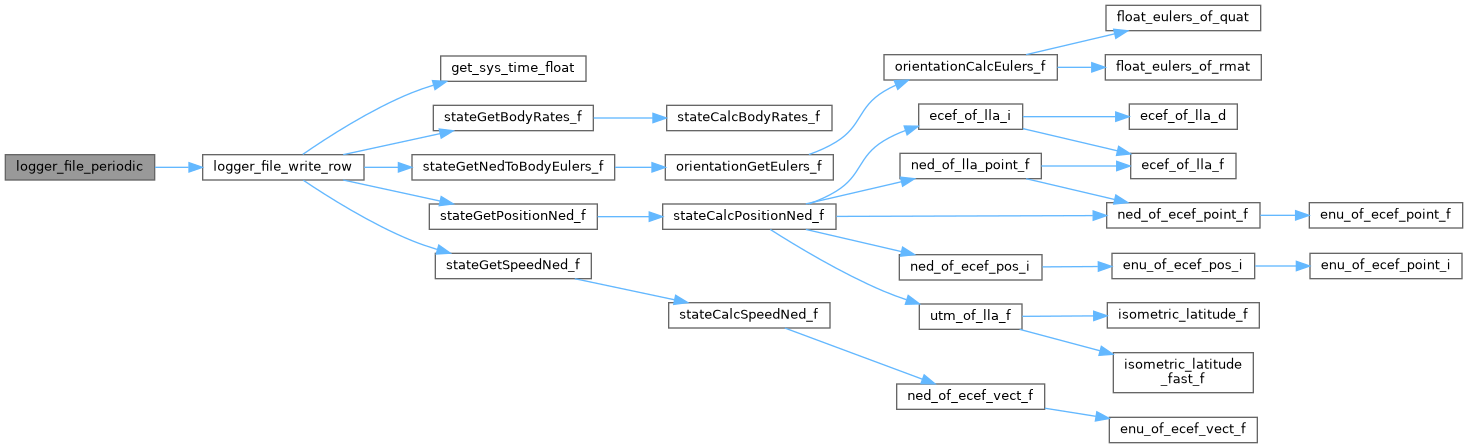 logger_file_periodic
logger_file_write_row
get_sys_time_float
stateGetBodyRates_f
stateCalcBodyRates_f
stateGetNedToBodyEulers_f
orientationGetEulers_f
orientationCalcEulers_f
float_eulers_of_quat
float_eulers_of_rmat
stateGetPositionNed_f
stateCalcPositionNed_f
ecef_of_lla_i
ecef_of_lla_d
ecef_of_lla_f
ned_of_lla_point_f
ned_of_ecef_point_f
enu_of_ecef_point_f
ned_of_ecef_pos_i
enu_of_ecef_pos_i
enu_of_ecef_point_i
utm_of_lla_f
isometric_latitude_f
isometric_latitude
_fast_f
stateGetSpeedNed_f
stateCalcSpeedNed_f
ned_of_ecef_vect_f
enu_of_ecef_vect_f